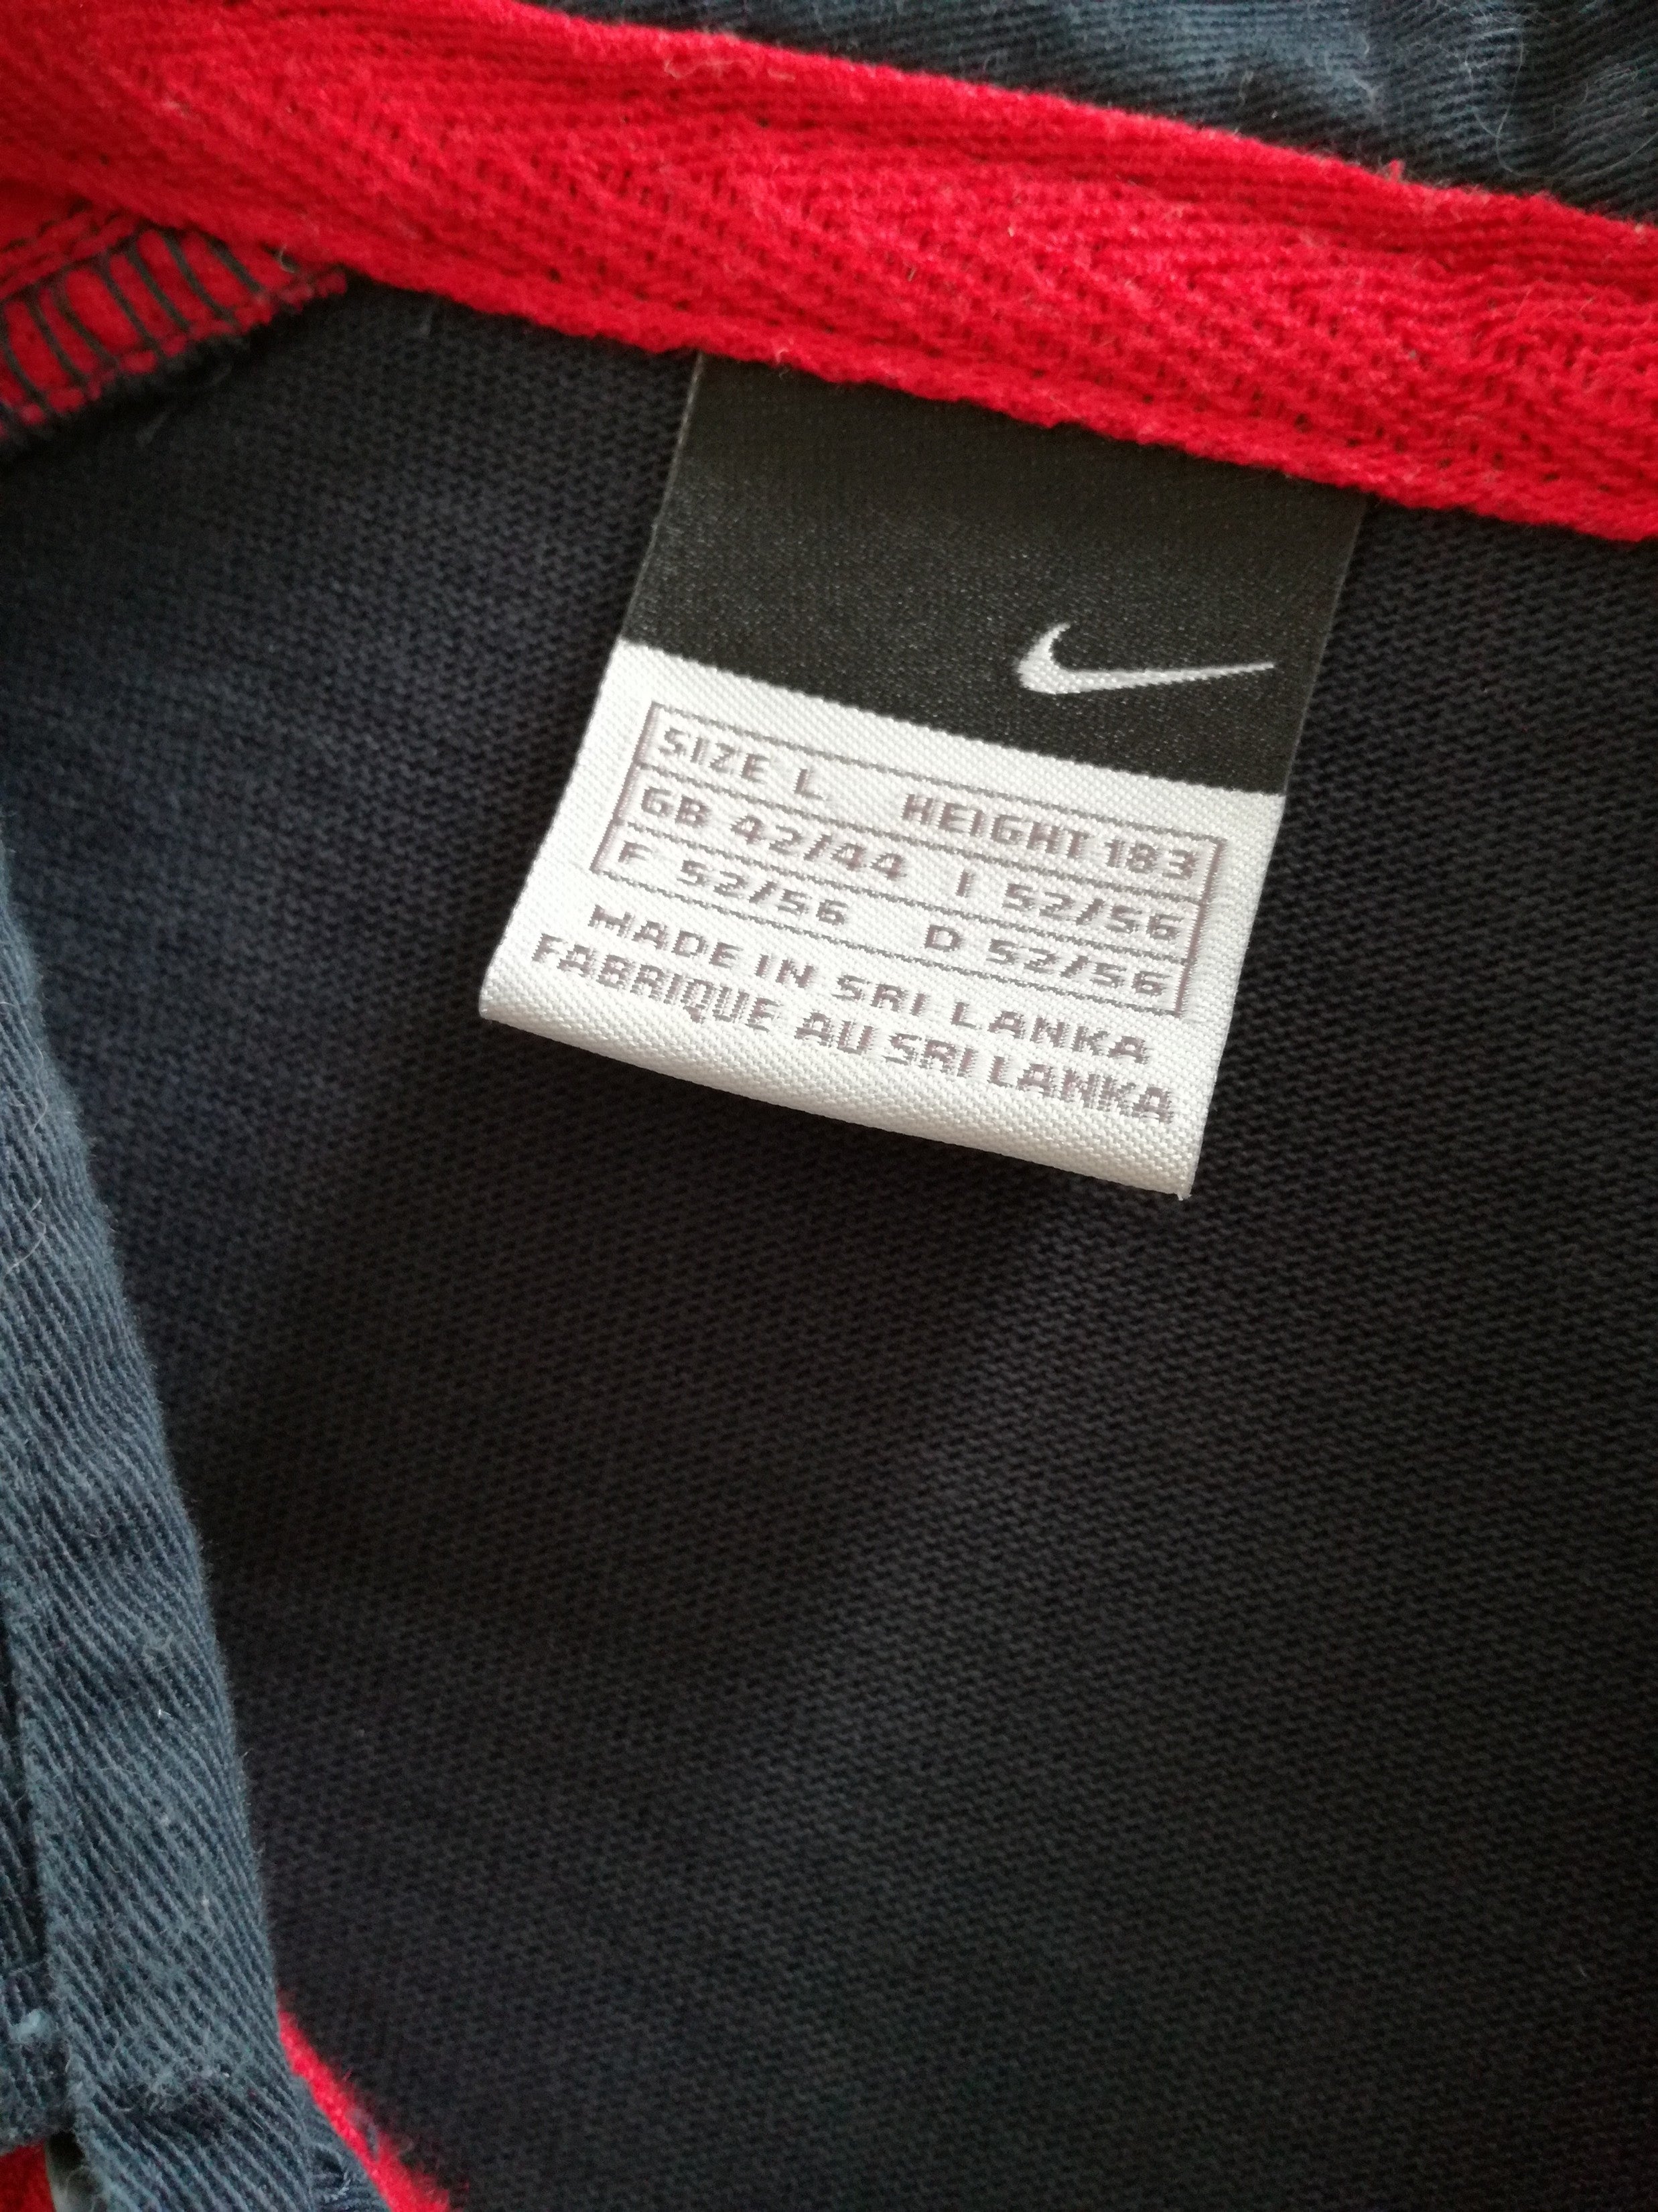 SIZE L HEIGHT 183
GB 42/44 I 52/56
F 52/56 D 52/56
MADE IN SRI LANKA
FABRIQUE AU SRI LANKA